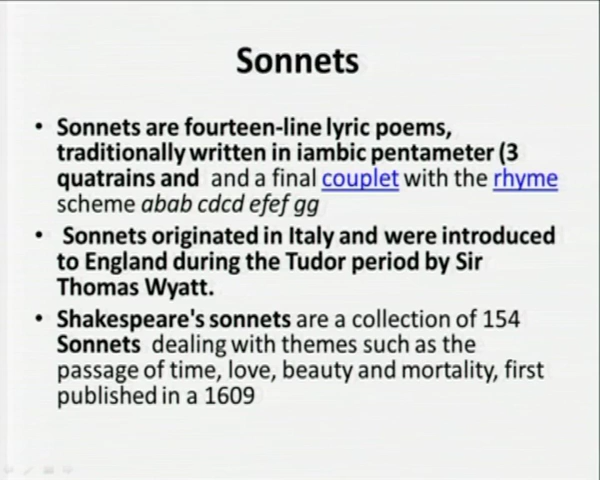 Sonnets
• Sonnets are fourteen-line lyric poems,
traditionally written in iambic pentameter (3
quatrains and and a final couplet with the rhyme
scheme abab cdcd efef gg
• Sonnets originated in Italy and were introduced
to England during the Tudor period by Sir
Thomas Wyatt.
• Shakespeare's sonnets are a collection of 154
Sonnets dealing with themes such as the
passage of time, love, beauty and mortality, first
published in a 1609